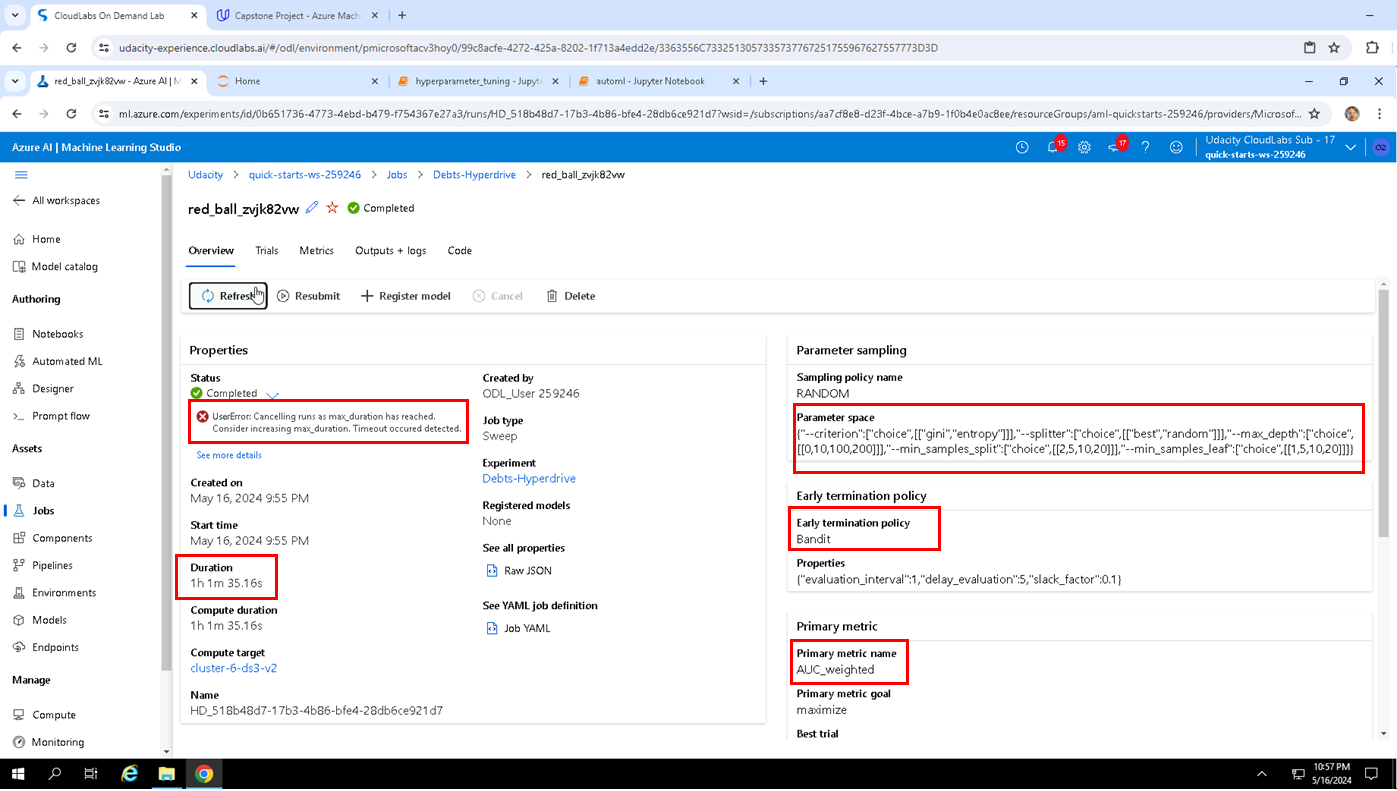 CloudLabs On Demand Lab
Capstone Project - Azure Machi
udacity-experience.cloudlabs.ai/#/odl/environment/pmicrosoftacv3hoy0/99c8acfe-4272-425a-8202-1f713a4edd2e/3363556C73325130573357377672517559676275577​73D3D
red_ball_zvjk82vw - Azure AI | M
Home
hyperparameter_tuning - Jupyte
automl - Jupyter Notebook
ml.azure.com/experiments/id/0b651736-4773-4ebd-b479-f754367e27a3/runs/HD_518b48d7-17b3-4b86-bfe4-28db6ce921d7?wsid=/subscriptions/aa7cf8e8-d23f-4bce-a7b9-1f0b4e0ac8ee/resourceGroups/aml-quickstarts-259246/providers/Microsof...
Azure AI | Machine Learning Studio
15
17
Udacity CloudLabs Sub - 17
quick-starts-ws-259246
O2
Udacity > quick-starts-ws-259246 > Jobs > Debts-Hyperdrive > red_ball_zvjk82vw
All workspaces
Home
Model catalog
Authoring
Notebooks
Automated ML
Designer
Prompt flow
Assets
Data
Jobs
Components
Pipelines
Environments
Models
Endpoints
Manage
Compute
Monitoring
red_ball_zvjk82vw Completed
Overview Trials Metrics Outputs + logs Code
Refresh Resubmit Register model Cancel Delete
Properties
Status
Completed
UserError: Cancelling runs as max_duration has reached.
Consider increasing max_duration. Timeout occured detected.
See more details
Created on
May 16, 2024 9:55 PM
Start time
May 16, 2024 9:55 PM
Duration
1h 1m 35.16s
Compute duration
1h 1m 35.16s
Compute target
cluster-6-ds3-v2
Name
HD_518b48d7-17b3-4b86-bfe4-28db6ce921d7
Created by
ODL_User 259246
Job type
Sweep
Experiment
Debts-Hyperdrive
Registered models
None
See all properties
Raw JSON
See YAML job definition
Job YAML
Parameter sampling
Sampling policy name
RANDOM
Parameter space
{"--criterion":["choice",[["gini","entropy"]]],"--splitter":["choice",[["best","random"]]],"--max_depth":["choice",
[[0,10,100,200]]],"--min_samples_split":["choice",[[2,5,10,20]]],"--min_samples_leaf":["choice",[[1,5,10,20]]]}
Early termination policy
Early termination policy
Bandit
Properties
{"evaluation_interval":1,"delay_evaluation":5,"slack_factor":0.1}
Primary metric
Primary metric name
AUC_weighted
Primary metric goal
maximize
Best trial
10:57 PM
5/16/2024